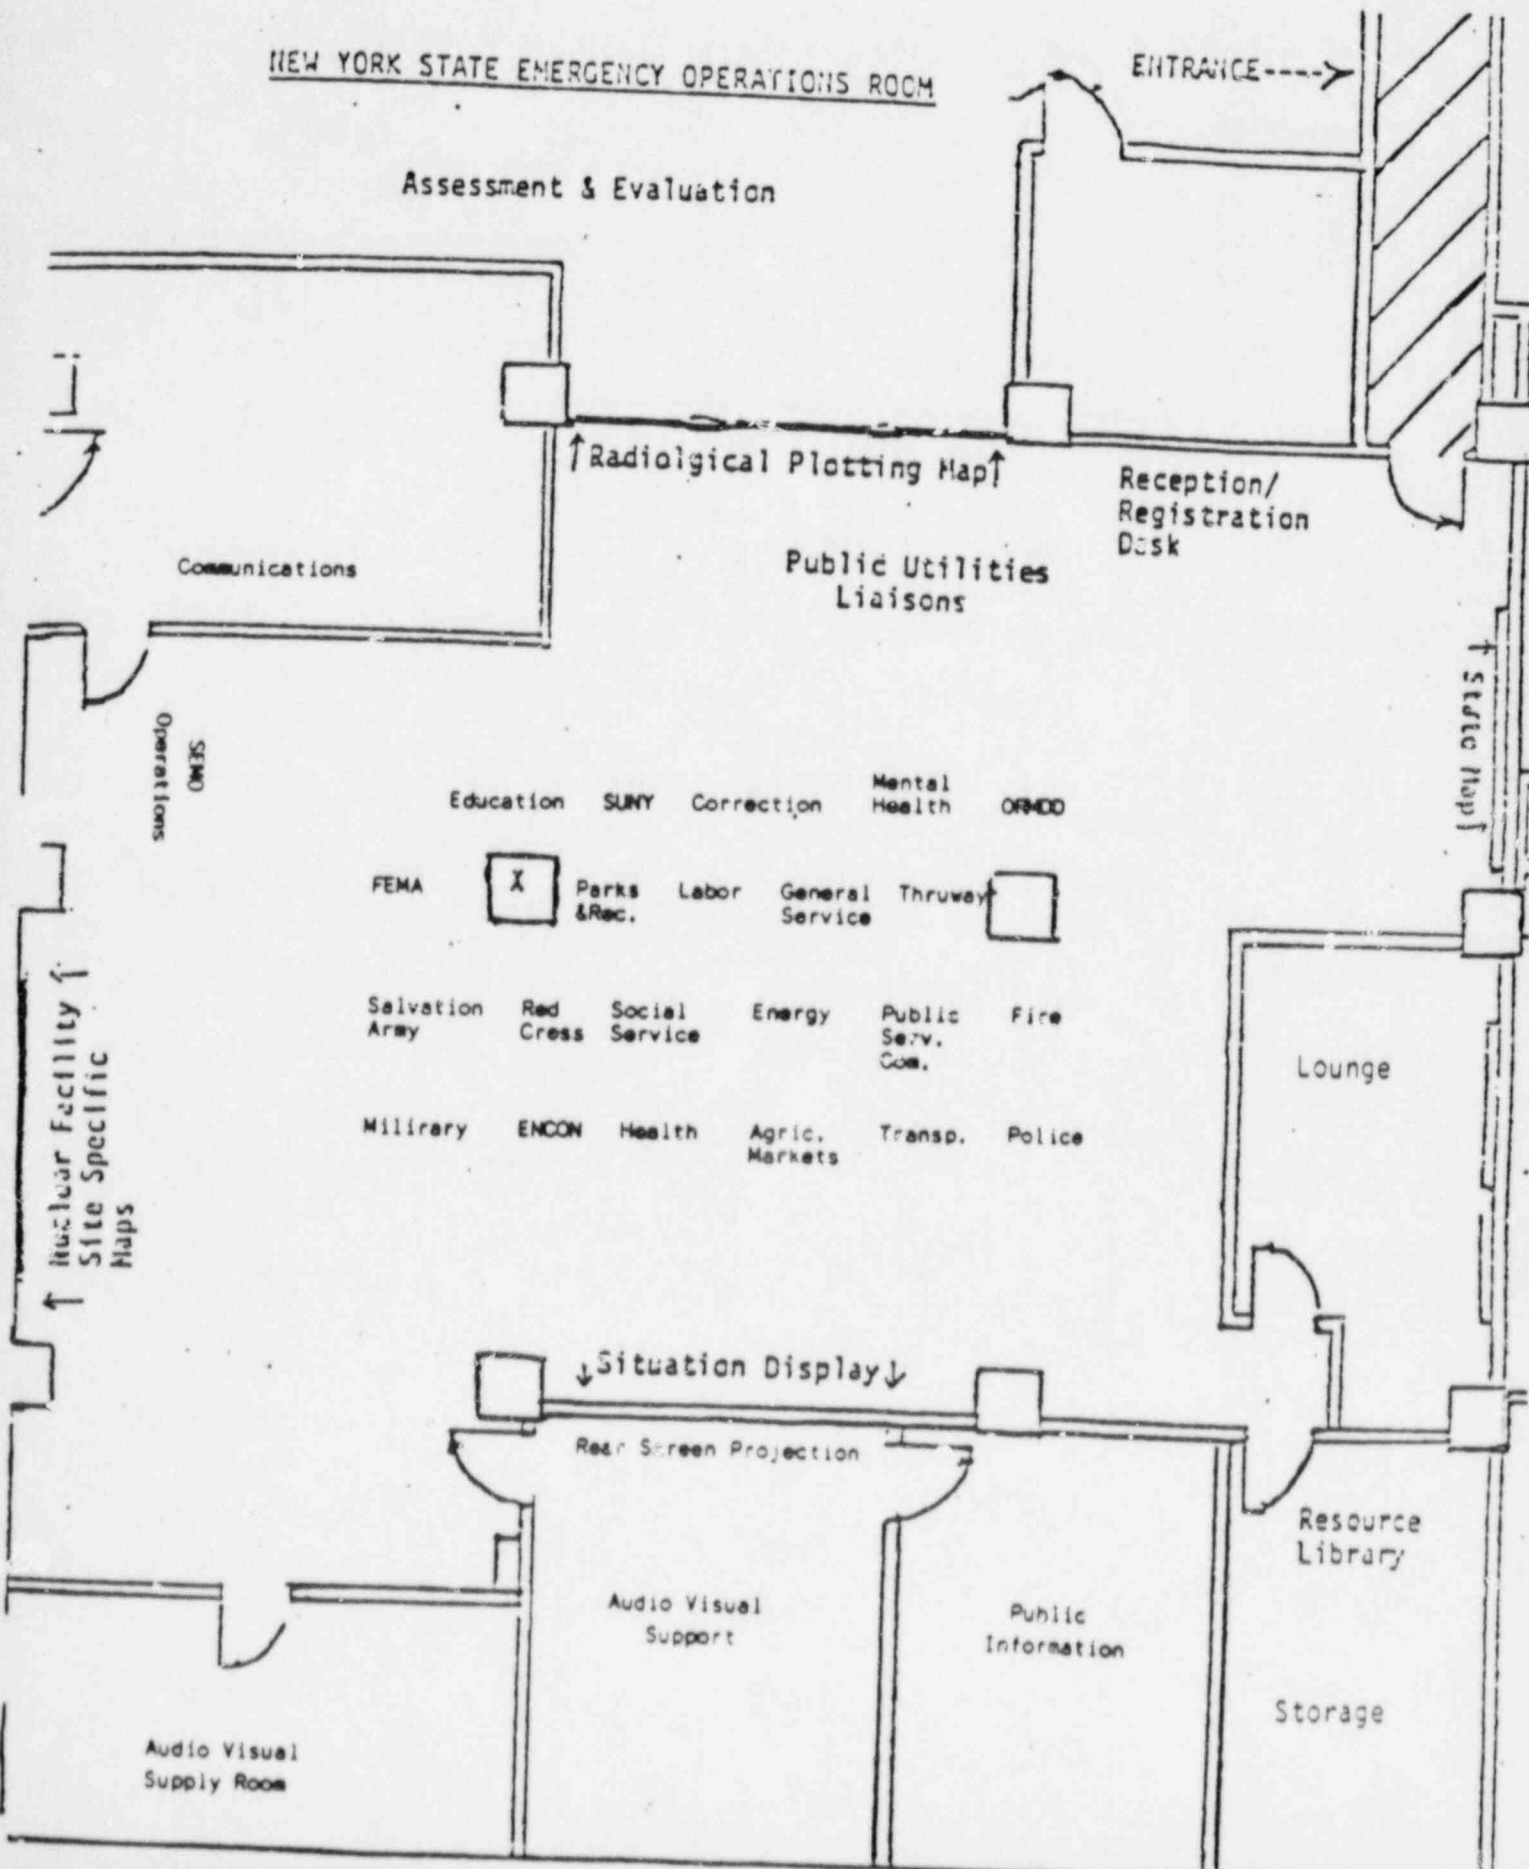 NEW YORK STATE EMERGENCY OPERATIONS ROOM
ENTRANCE---->
Assessment & Evaluation
↑Radiolgical Plotting Map↑
Reception/
Registration
Desk
Communications
Public Utilities
Liaisons
↑ State Map↑
SEMO
Operations
Education SUNY Correction Mental Health ORMDD
FEMA X Parks &Rec. Labor General Service Thruway
Salvation Army Red Cross Social Service Energy Public Serv. Com. Fire
Milirary ENCON Health Agric. Markets Transp. Police
Nuclear Facility ↑
Site Specific
↑ Maps
Lounge
↓Situation Display↓
Rear Screen Projection
Resource
Library
Audio Visual
Support
Public
Information
Storage
Audio Visual
Supply Room